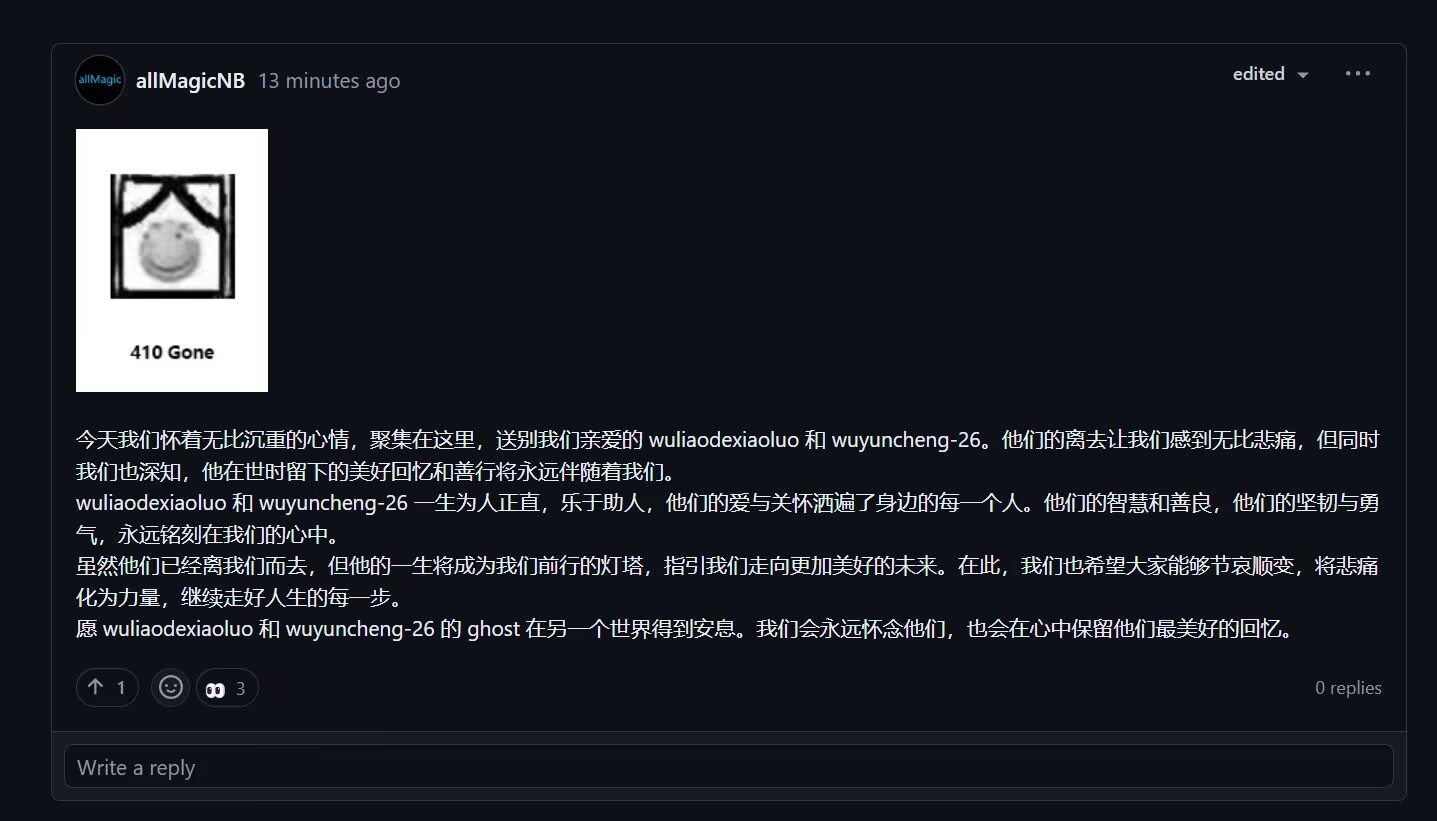 allMagic
allMagicNB 13 minutes ago
edited
410 Gone
今天我们怀着无比沉重的心情，聚集在这里，送别我们亲爱的 wuliaodexiaoluo 和 wuyuncheng-26。他们的离去让我们感到无比悲痛，但同时
我们也深知，他在世时留下的美好回忆和善行将永远伴随着我们。
wuliaodexiaoluo 和 wuyuncheng-26 一生为人正直，乐于助人，他们的爱与关怀洒遍了身边的每一个人。他们的智慧和善良，他们的坚韧与勇
气，永远铭刻在我们的心中。
虽然他们已经离我们而去，但他的一生将成为我们前行的灯塔，指引我们走向更加美好的未来。在此，我们也希望大家能够节哀顺变，将悲痛
化为力量，继续走好人生的每一步。
愿 wuliaodexiaoluo 和 wuyuncheng-26 的 ghost 在另一个世界得到安息。我们会永远怀念他们，也会在心中保留他们最美好的回忆。
1
3
0 replies
Write a reply